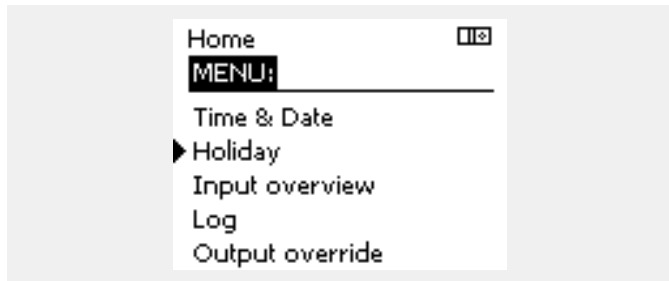 Home
MENU:
Time & Date
Holiday
Input overview
Log
Output override